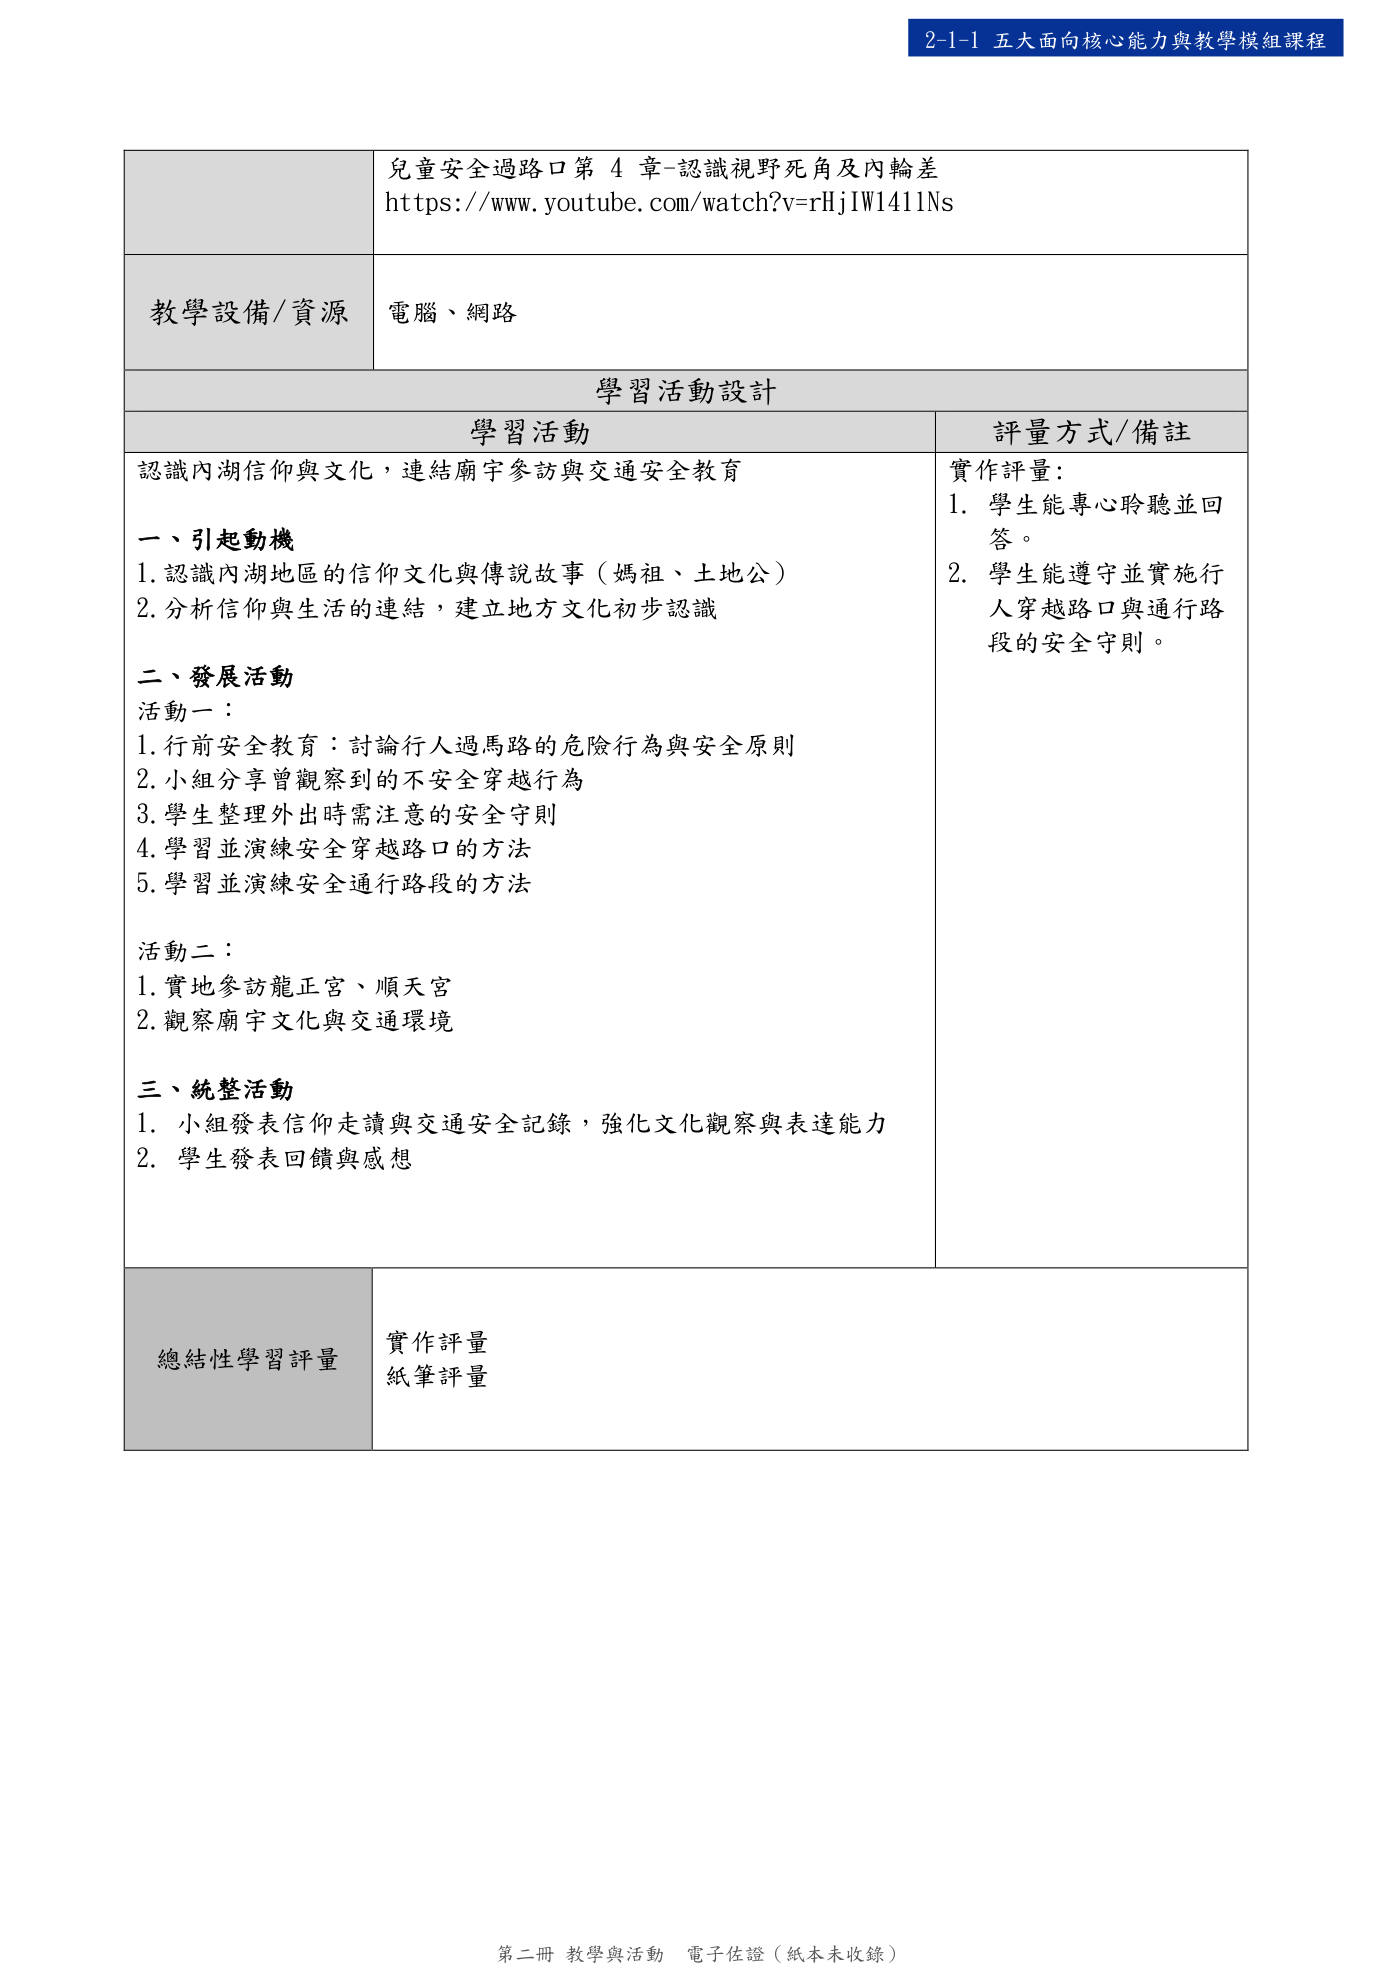 2-1-1 五大面向核心能力與教學模組課程
兒童安全過路口第 4 章-認識視野死角及內輪差
https://www.youtube.com/watch?v=rHjIW1411Ns
教學設備/資源
電腦、網路
學習活動設計
學習活動
評量方式/備註
認識內湖信仰與文化，連結廟宇參訪與交通安全教育
一、引起動機
1.認識內湖地區的信仰文化與傳說故事（媽祖、土地公）
2.分析信仰與生活的連結，建立地方文化初步認識
二、發展活動
活動一：
1.行前安全教育：討論行人過馬路的危險行為與安全原則
2.小組分享曾觀察到的不安全穿越行為
3.學生整理外出時需注意的安全守則
4.學習並演練安全穿越路口的方法
5.學習並演練安全通行路段的方法
活動二：
1.實地參訪龍正宮、順天宮
2.觀察廟宇文化與交通環境
三、統整活動
1. 小組發表信仰走讀與交通安全記錄，強化文化觀察與表達能力
2. 學生發表回饋與感想
實作評量:
1. 學生能專心聆聽並回
答。
2. 學生能遵守並實施行
人穿越路口與通行路
段的安全守則。
總結性學習評量
實作評量
紙筆評量
第二冊 教學與活動　電子佐證（紙本未收錄）